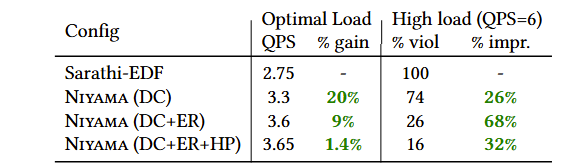 Config Optimal Load High load (QPS=6)
QPS % gain % viol % impr.
Sarathi-EDF 2.75 - 100 -
NIYAMA (DC) 3.3 20% 74 26%
NIYAMA (DC+ER) 3.6 9% 26 68%
NIYAMA (DC+ER+HP) 3.65 1.4% 16 32%